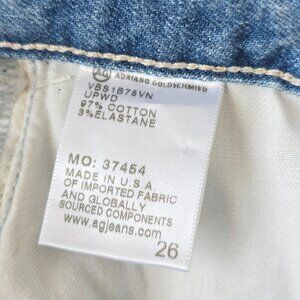 AG
ADRIANO GOLDSCHMIED
VBS1B75VN
UPWD
97% COTTON
3% ELASTANE
MO: 37454
MADE IN U.S.A.
OF IMPORTED FABRIC
AND GLOBALLY
SOURCED COMPONENTS
www.agjeans.com
26